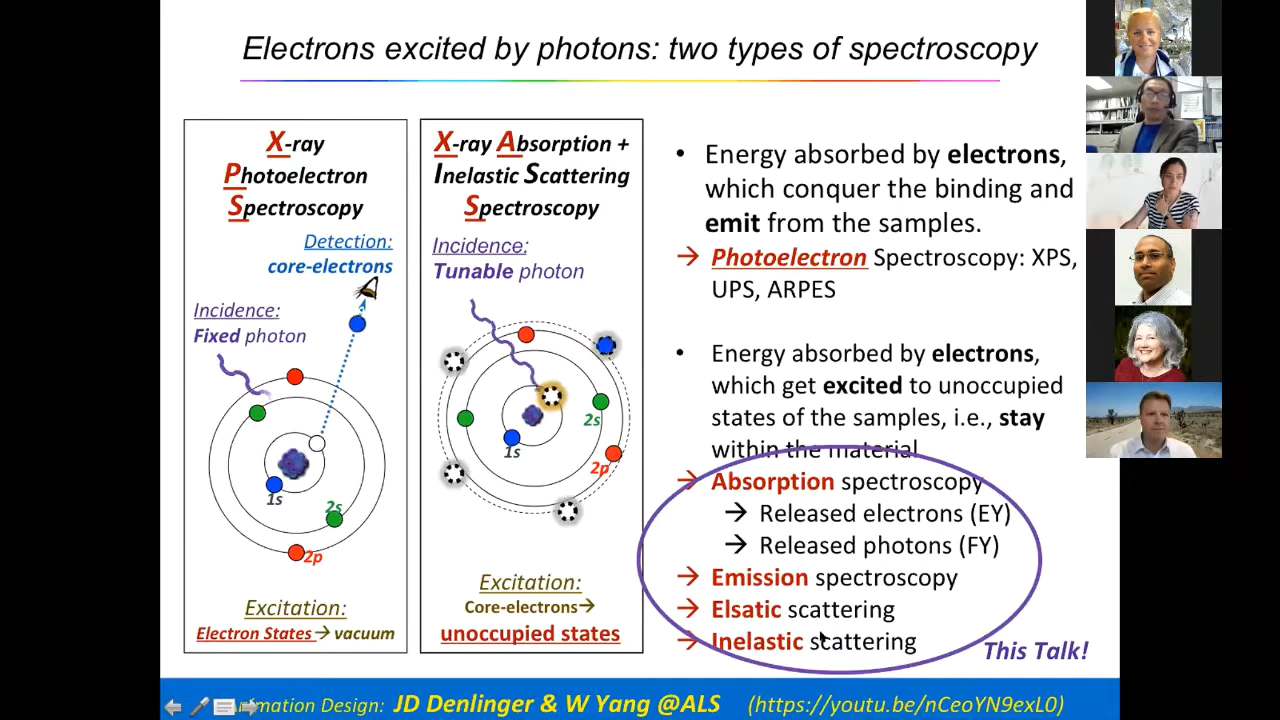 Electrons excited by photons: two types of spectroscopy
X-ray
Photoelectron
Spectroscopy
Detection:
core-electrons
Incidence:
Fixed photon
1s
2s
2p
Excitation:
Electron States → vacuum
X-ray Absorption +
Inelastic Scattering
Spectroscopy
Incidence:
Tunable photon
2s
1s
2p
Excitation:
Core-electrons→
unoccupied states
• Energy absorbed by electrons,
which conquer the binding and
emit from the samples.
→ Photoelectron Spectroscopy: XPS,
UPS, ARPES
• Energy absorbed by electrons,
which get excited to unoccupied
states of the samples, i.e., stay
within the material
→ Absorption spectroscopy
→ Released electrons (EY)
→ Released photons (FY)
→ Emission spectroscopy
→ Elsatic scattering
→ Inelastic scattering
This Talk!
nimation Design: JD Denlinger & W Yang @ALS (https://youtu.be/nCeoYN9exL0)